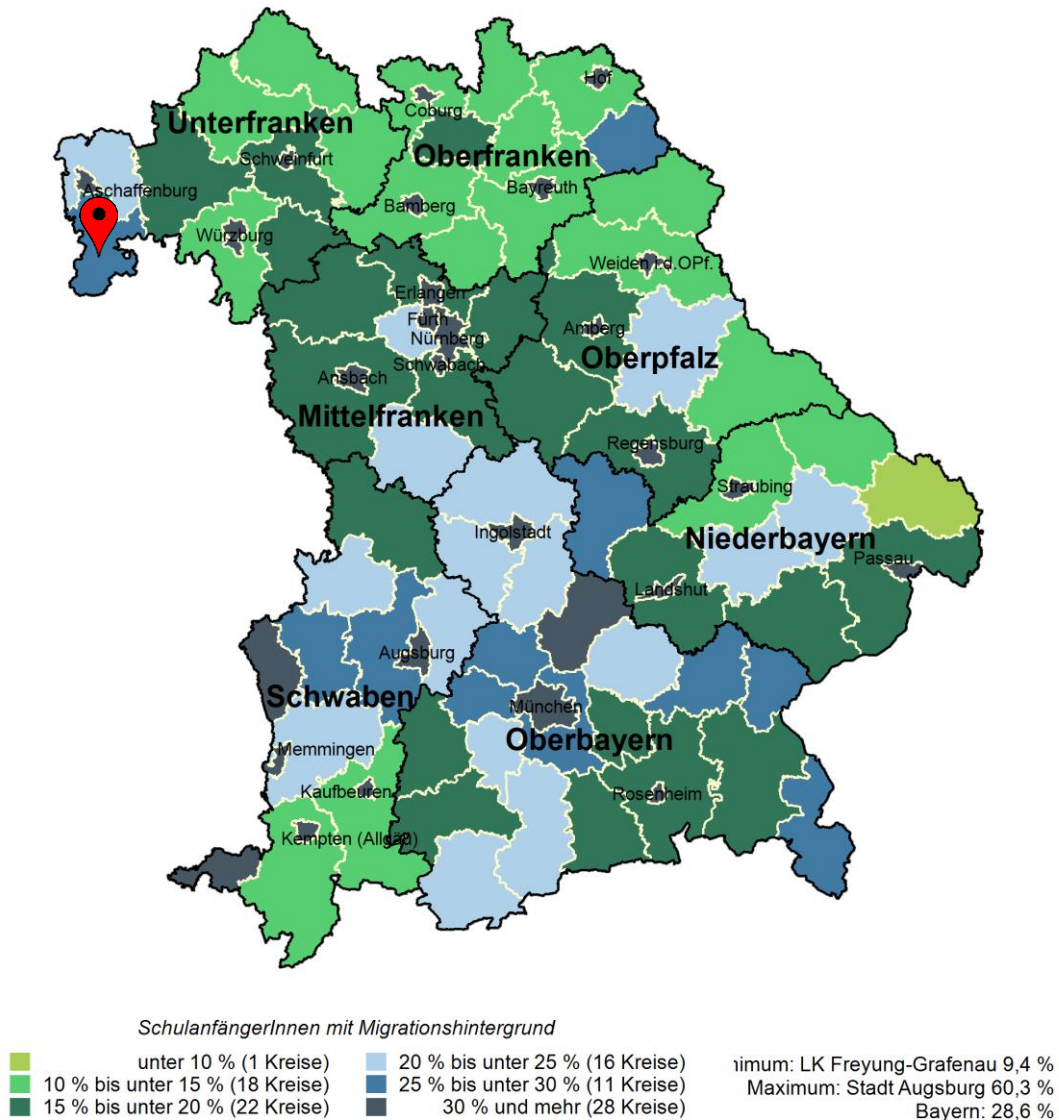 Hof
Coburg
Unterfranken
Oberfranken
Schweinfurt
Aschaffenburg
Bayreuth
Bamberg
Würzburg
Weiden i.d.OPf.
Erlangen
Fürth
Nürnberg
Amberg
Oberpfalz
Schwabach
Ansbach
Mittelfranken
Regensburg
Straubing
Ingolstadt
Niederbayern
Passau
Landshut
Augsburg
Schwaben
München
Oberbayern
Memmingen
Kaufbeuren
Rosenheim
Kempten (Allgäu)
SchulanfängerInnen mit Migrationshintergrund
unter 10 % (1 Kreise)
10 % bis unter 15 % (18 Kreise)
15 % bis unter 20 % (22 Kreise)
20 % bis unter 25 % (16 Kreise)
25 % bis unter 30 % (11 Kreise)
30 % und mehr (28 Kreise)
LK Freyung-Grafenau 9,4 %
Maximum: Stadt Augsburg 60,3 %
Bayern: 28,6 %